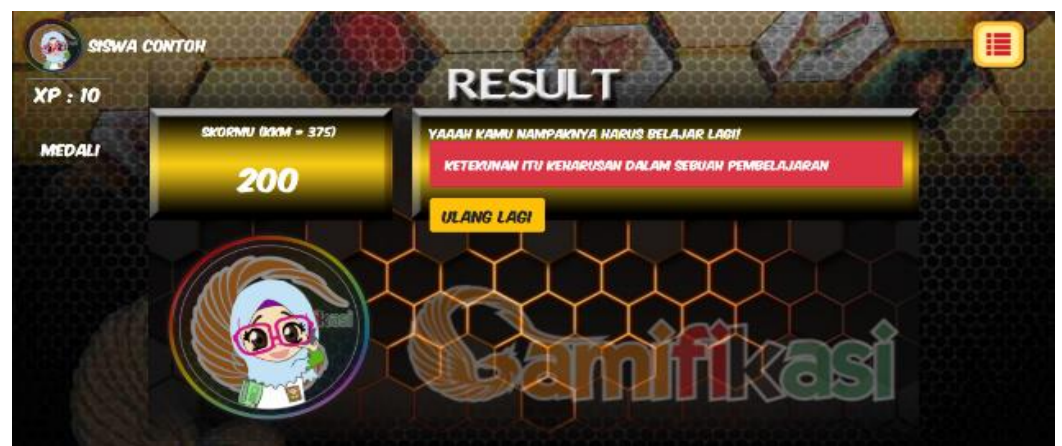 SISWA CONTOH
XP : 10
MEDALI
RESULT
SKORMU (KKM = 375)
200
YAAAH KAMU NAMPAKNYA HARUS BELAJAR LAGI!
KETEKUNAN ITU KEHARUSAN DALAM SEBUAH PEMBELAJARAN
ULANG LAGI
Gamifikasi